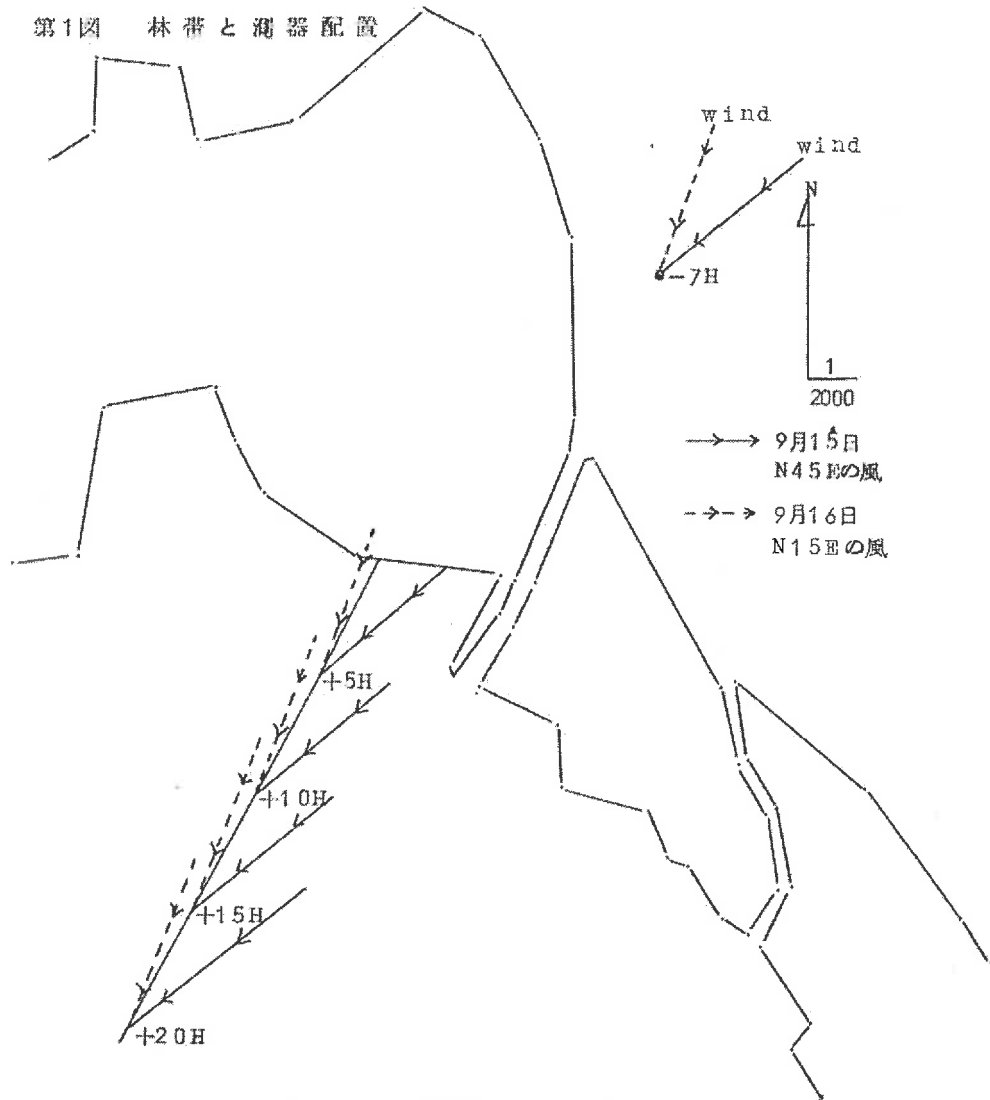 第1図 林帯と測器配置
wind
wind
N
-7H
1
2000
9月15日
N45Eの風
9月16日
N15Eの風
+5H
+10H
+15H
+20H